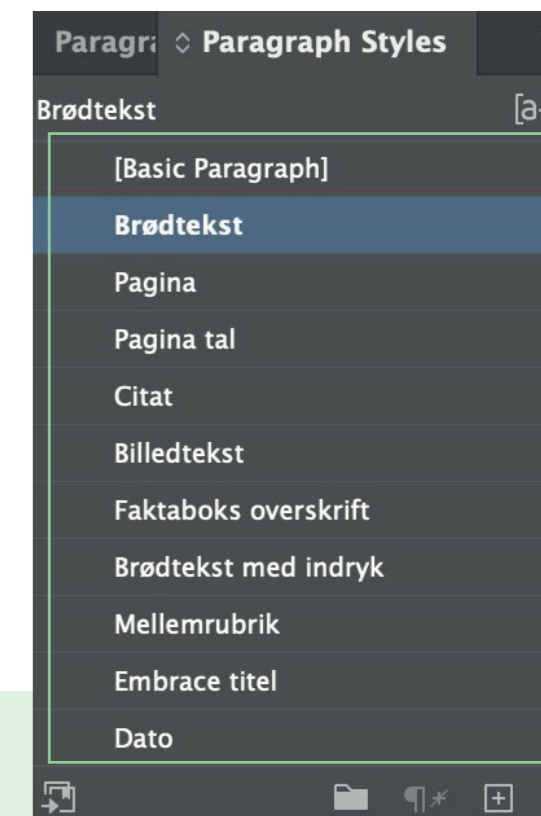 Paragra Paragraph Styles
Brødtekst [a
[Basic Paragraph]
Brødtekst
Pagina
Pagina tal
Citat
Billedtekst
Faktaboks overskrift
Brødtekst med indryk
Mellemrubrik
Embrace titel
Dato